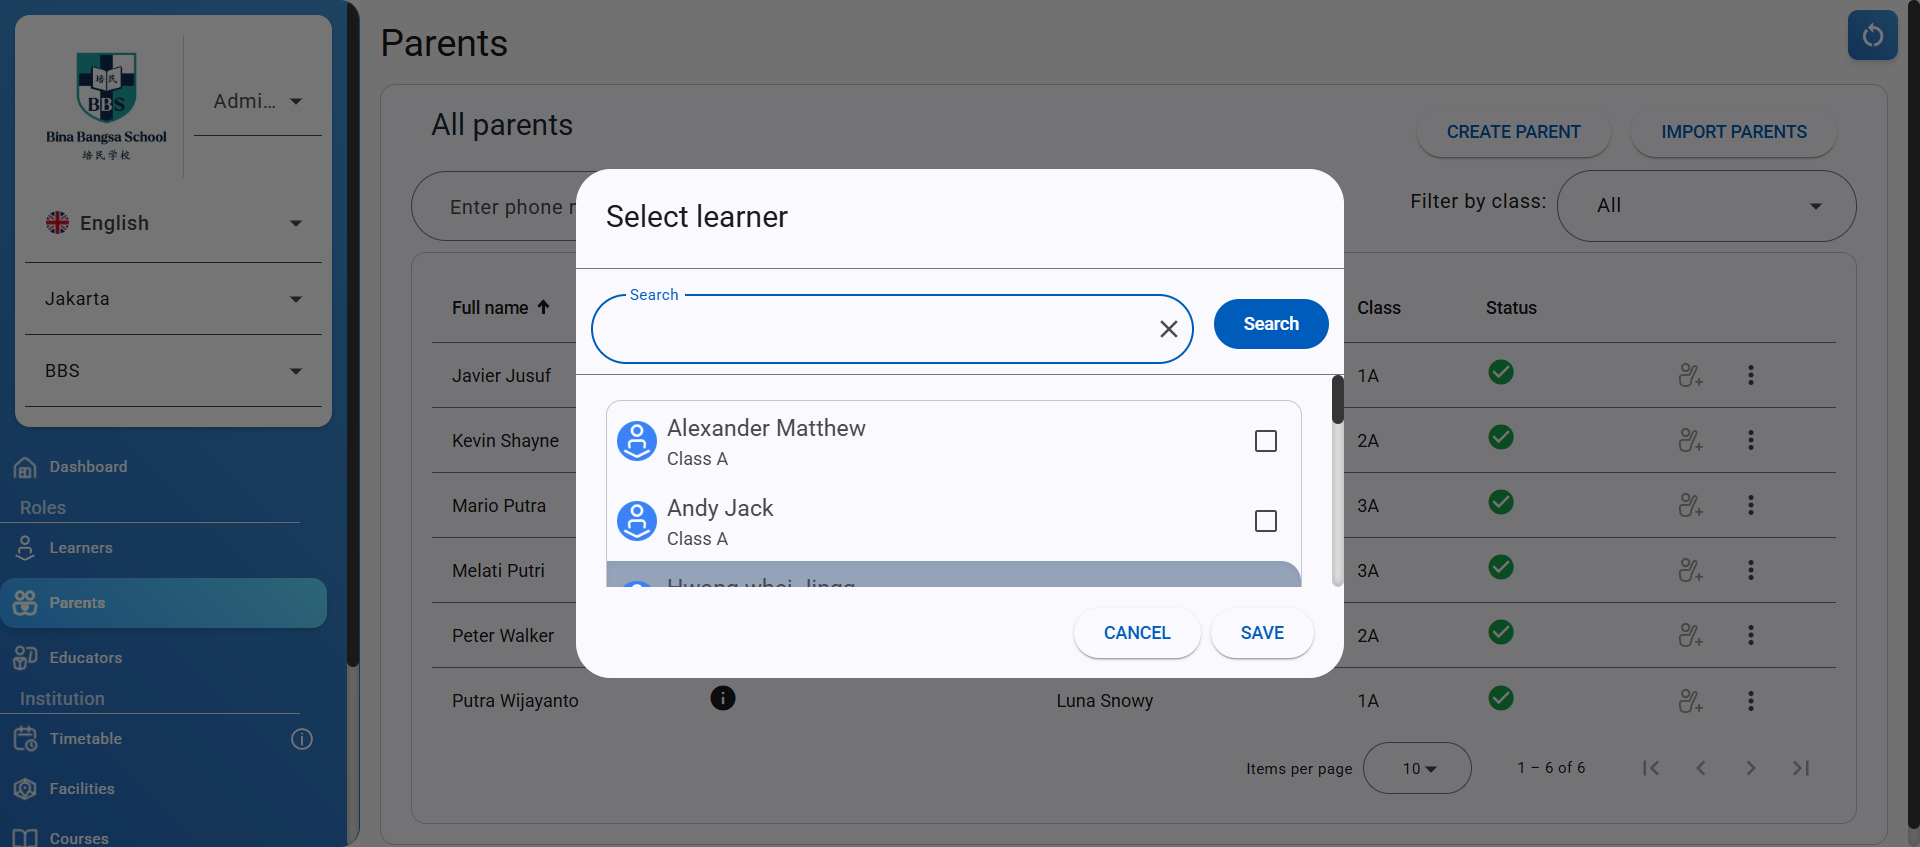 培民
BBS
Bina Bangsa School
培民学校
Admi...
English
Jakarta
BBS
Dashboard
Roles
Learners
Parents
Educators
Institution
Timetable
Facilities
Courses
Parents
All parents
CREATE PARENT
IMPORT PARENTS
Enter phone
Filter by class:
All
Full name
Class
Status
Javier Jusuf
1A
Kevin Shayne
2A
Mario Putra
3A
Melati Putri
3A
Peter Walker
2A
Putra Wijayanto
Luna Snowy
1A
Items per page
10
1 – 6 of 6
Select learner
Search
Search
Alexander Matthew
Class A
Andy Jack
Class A
CANCEL
SAVE